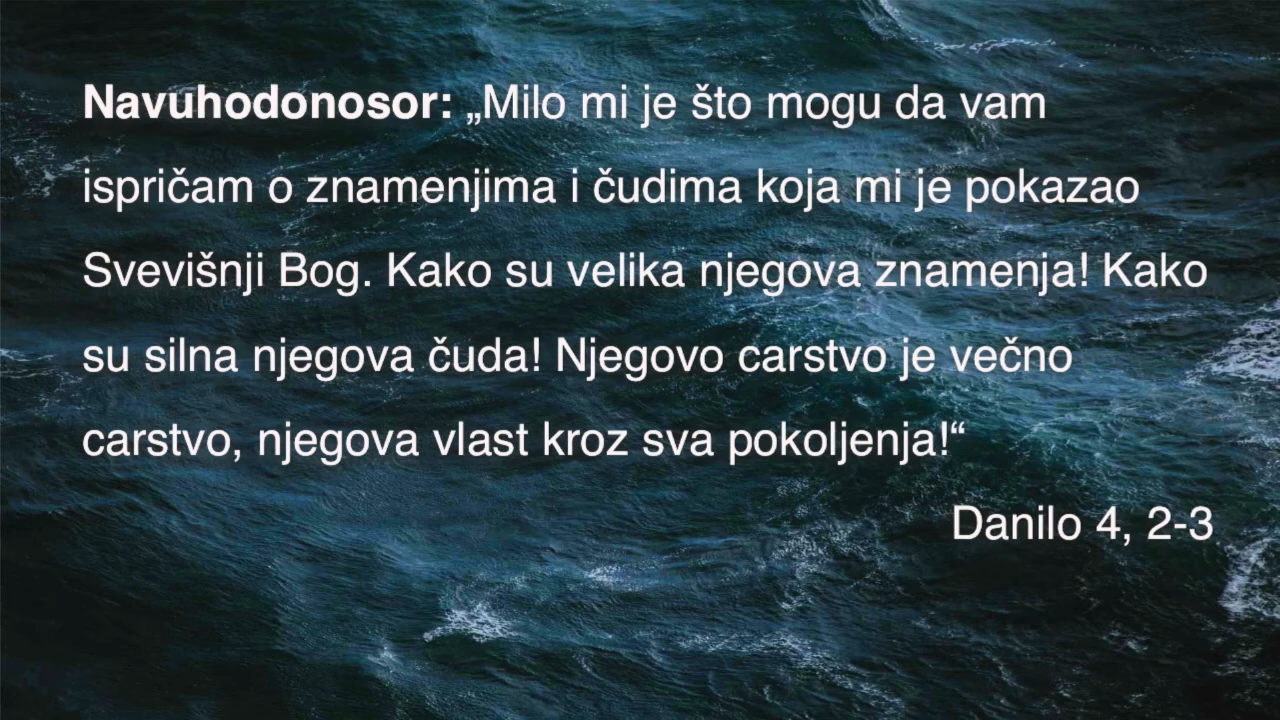 Navuhodonosor: „Milo mi je što mogu da vam
ispričam o znamenjima i čudima koja mi je pokazao
Svevišnji Bog. Kako su velika njegova znamenja! Kako
su silna njegova čuda! Njegovo carstvo je večno
carstvo, njegova vlast kroz sva pokoljenja!“
Danilo 4, 2-3